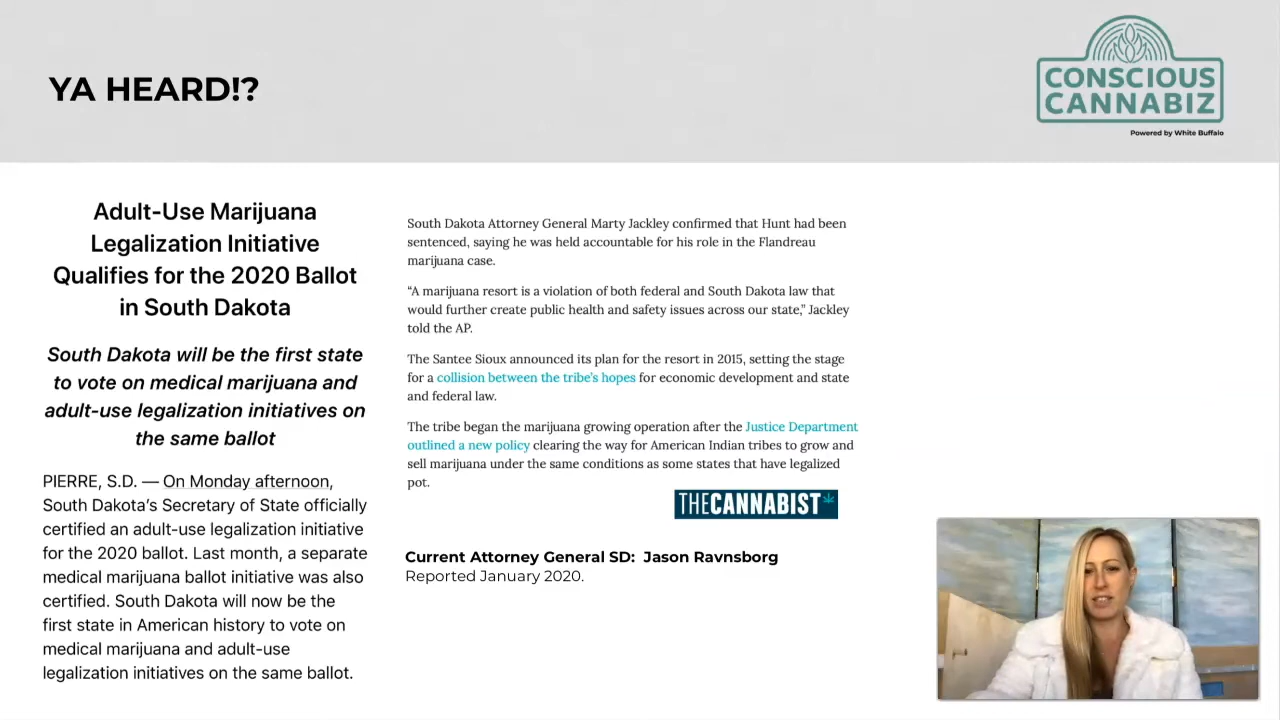 YA HEARD!?
CONSCIOUS
CANNABIZ
Powered by White Buffalo
Adult-Use Marijuana
Legalization Initiative
Qualifies for the 2020 Ballot
in South Dakota
South Dakota will be the first state
to vote on medical marijuana and
adult-use legalization initiatives on
the same ballot
PIERRE, S.D. — On Monday afternoon,
South Dakota’s Secretary of State officially
certified an adult-use legalization initiative
for the 2020 ballot. Last month, a separate
medical marijuana ballot initiative was also
certified. South Dakota will now be the
first state in American history to vote on
medical marijuana and adult-use
legalization initiatives on the same ballot.
South Dakota Attorney General Marty Jackley confirmed that Hunt had been
sentenced, saying he was held accountable for his role in the Flandreau
marijuana case.
“A marijuana resort is a violation of both federal and South Dakota law that
would further create public health and safety issues across our state,” Jackley
told the AP.
The Santee Sioux announced its plan for the resort in 2015, setting the stage
for a collision between the tribe’s hopes for economic development and state
and federal law.
The tribe began the marijuana growing operation after the Justice Department
outlined a new policy clearing the way for American Indian tribes to grow and
sell marijuana under the same conditions as some states that have legalized
pot.
THECANNABIST
Current Attorney General SD: Jason Ravnsborg
Reported January 2020.